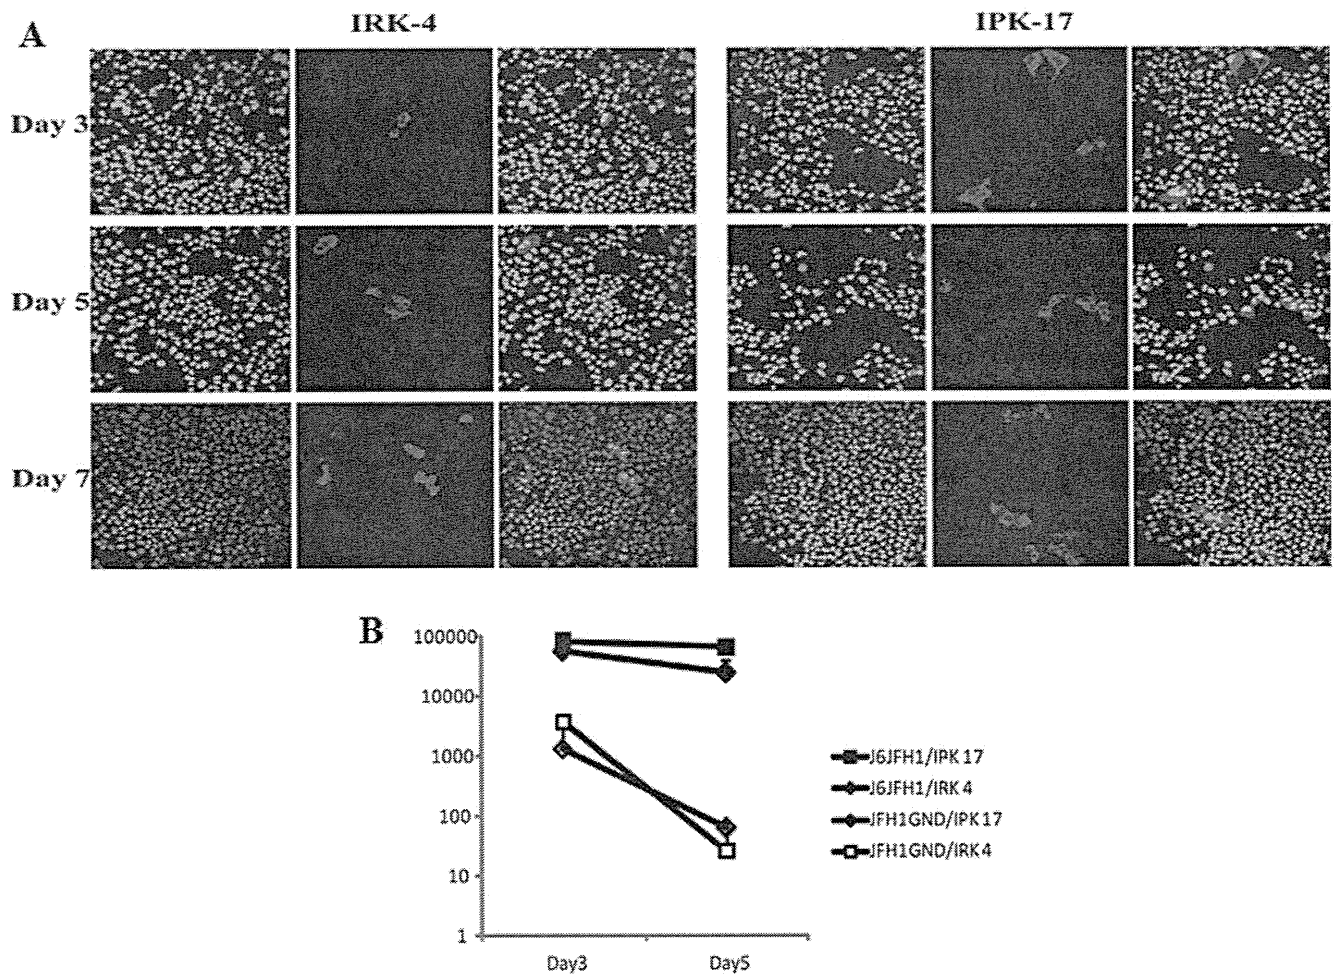 A
IRK-4
IPK-17
Day 3
Day 5
Day 7
B
100000
10000
1000
100
10
1
Day3
Day5
J6JFH1/IPK 17
J6JFH1/IRK 4
JFH1GND/IPK 17
JFH1GND/IRK 4